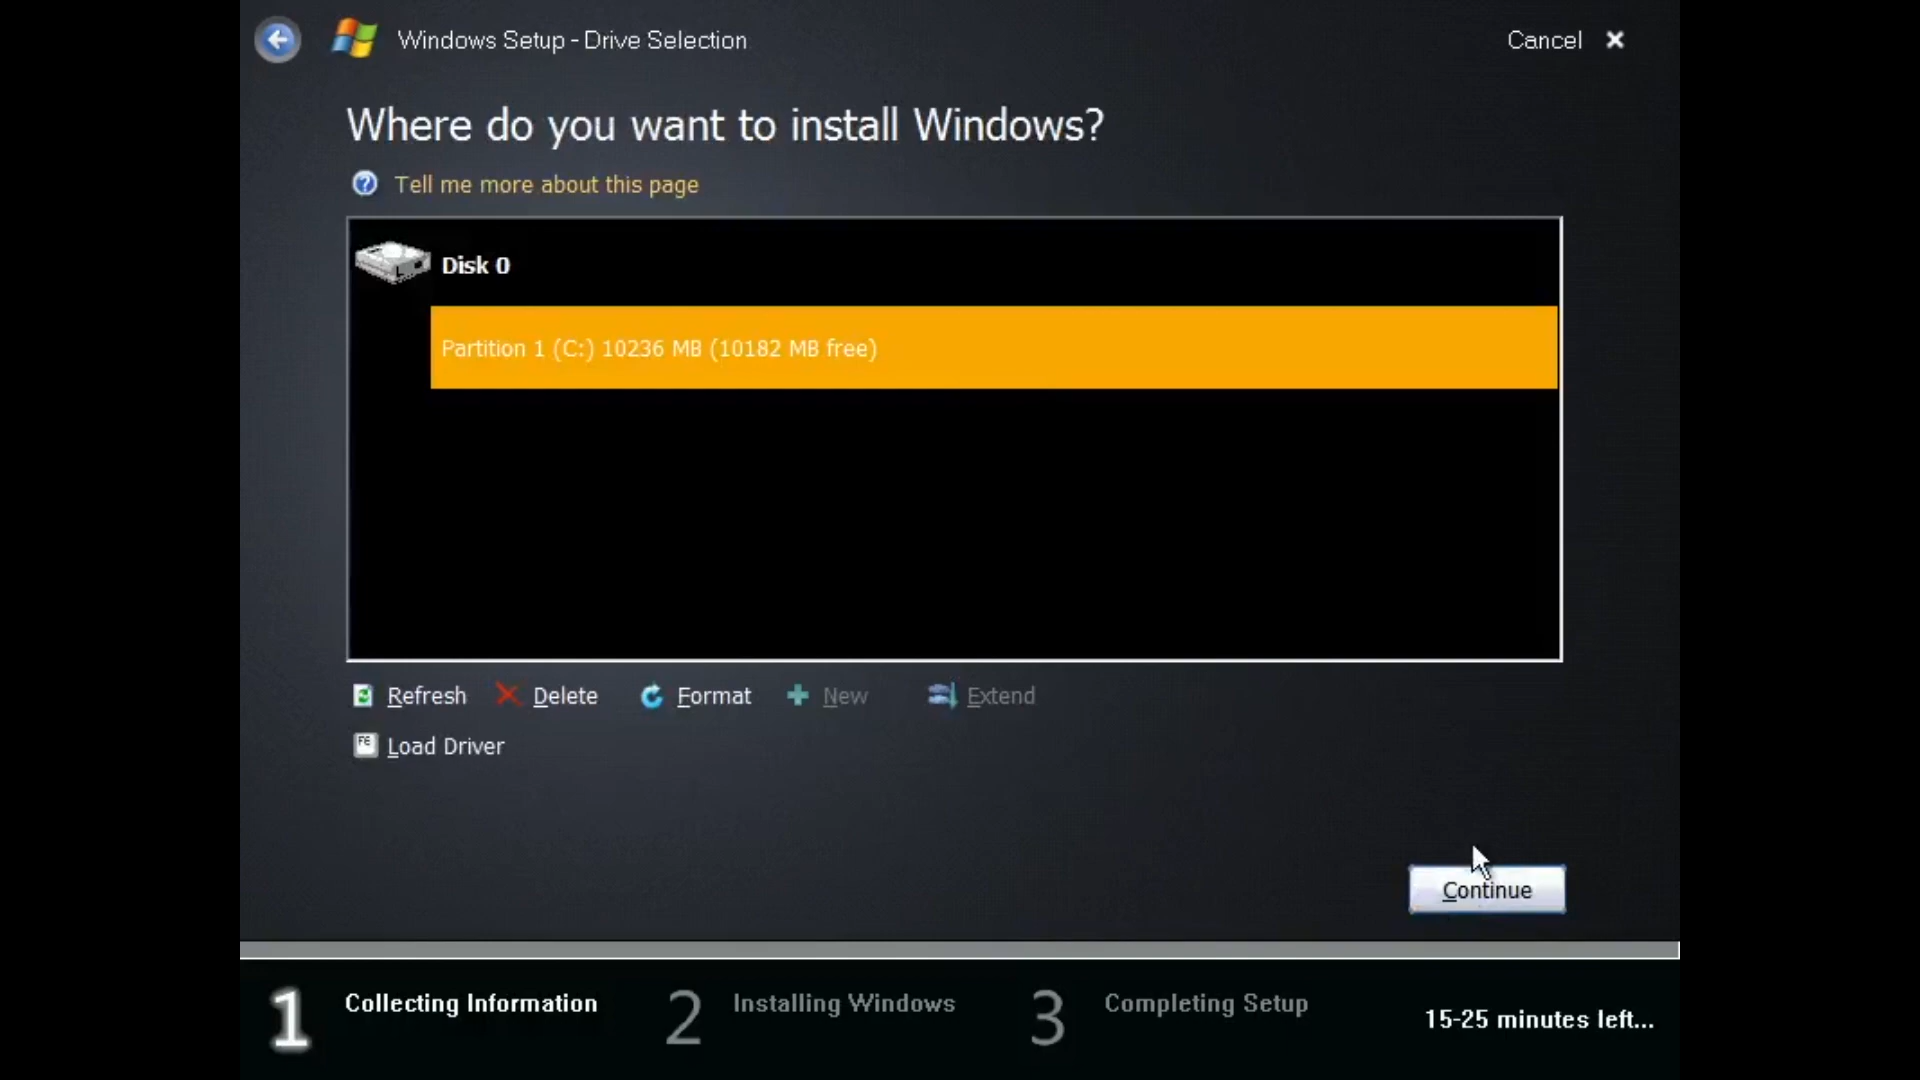 Windows Setup - Drive Selection
Cancel
Where do you want to install Windows?
Tell me more about this page
Disk 0
Partition 1 (C:) 10236 MB (10182 MB free)
Refresh Delete Format New Extend
Load Driver
Continue
1 Collecting Information 2 Installing Windows 3 Completing Setup
15-25 minutes left...